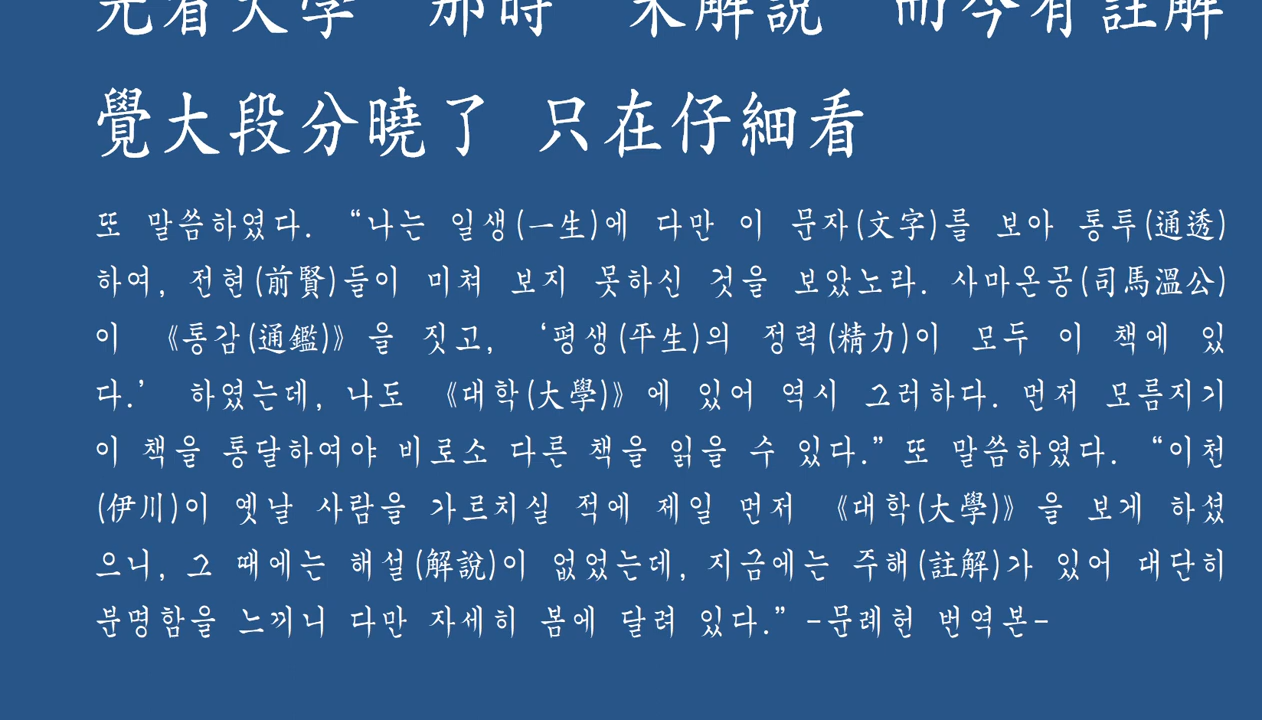 先看大學 那時 未解說 而今有註解
覺大段分曉了 只在仔細看
또 말씀하였다. “나는 일생(一生)에 다만 이 문자(文字)를 보아 통투(通透)
하여, 전현(前賢)들이 미쳐 보지 못하신 것을 보았노라. 사마온공(司馬溫公)
이 《통감(通鑑)》을 짓고, ‘평생(平生)의 정력(精力)이 모두 이 책에 있
다.’ 하였는데, 나도 《대학(大學)》에 있어 역시 그러하다. 먼저 모름지기
이 책을 통달하여야 비로소 다른 책을 읽을 수 있다.” 또 말씀하였다. “이천
(伊川)이 옛날 사람을 가르치실 적에 제일 먼저 《대학(大學)》을 보게 하셨
으니, 그 때에는 해설(解說)이 없었는데, 지금에는 주해(註解)가 있어 대단히
분명함을 느끼니 다만 자세히 봄에 달려 있다.” -문례헌 번역본-